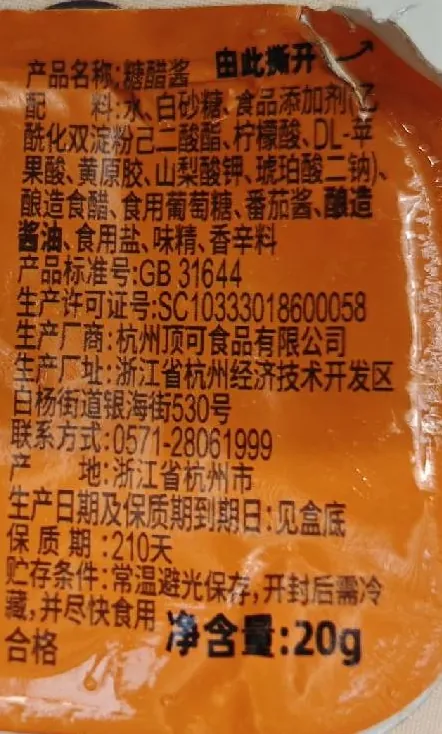 由此撕开
产品名称:糖醋酱
配 料:水、白砂糖、食品添加剂(乙
酰化双淀粉己二酸酯、柠檬酸、DL-苹
果酸、黄原胶、山梨酸钾、琥珀酸二钠)、
酿造食醋、食用葡萄糖、番茄酱、酿造
酱油、食用盐、味精、香辛料
产品标准号:GB 31644
生产许可证号:SC10333018600058
生产厂商:杭州顶可食品有限公司
生产厂址:浙江省杭州经济技术开发区
白杨街道银海街530号
联系方式:0571-28061999
产 地:浙江省杭州市
生产日期及保质期到期日:见盒底
保质期:210天
贮存条件:常温避光保存,开封后需冷
藏,并尽快食用
净含量:20g
合格